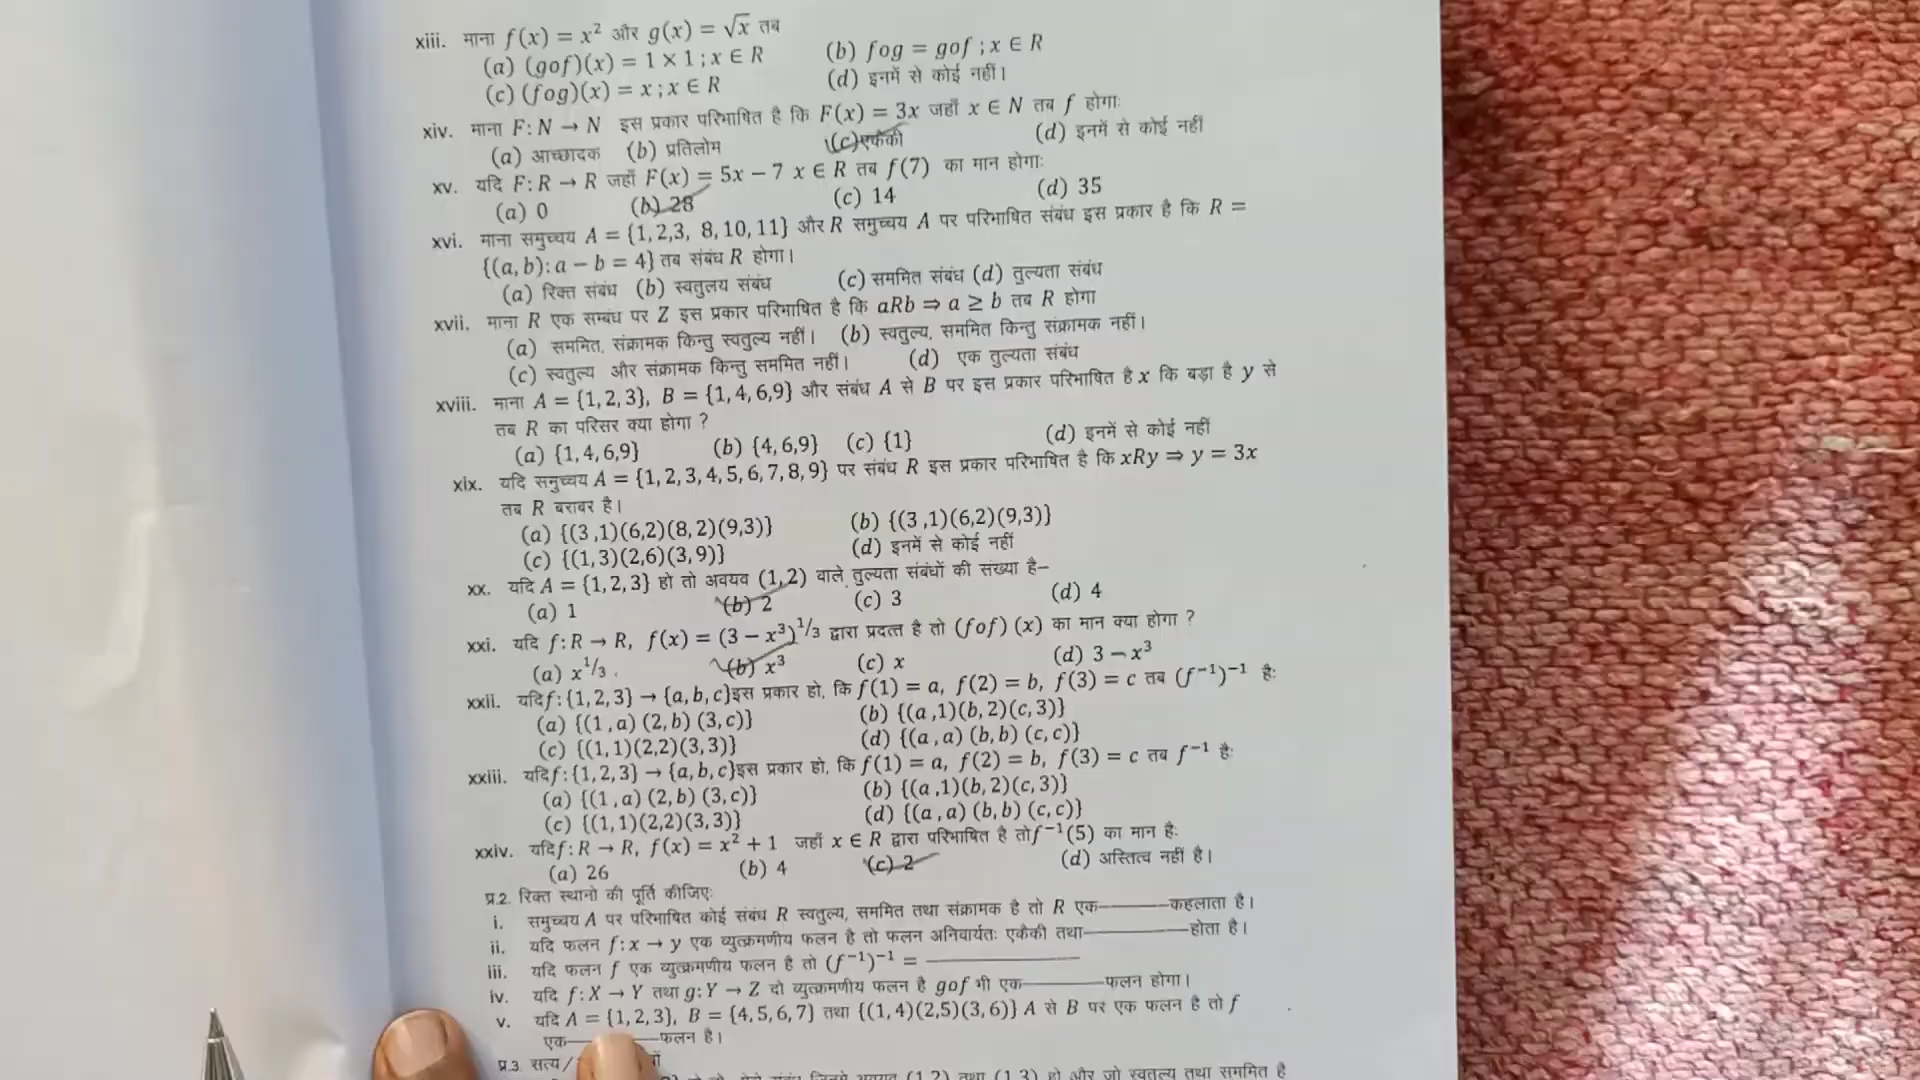 xiii. माना f(x) = x² और g(x) = √x तब
(a) (gof)(x) = 1 × 1 ; x ∈ R (b) fog = gof ; x ∈ R
(c) (fog)(x) = x ; x ∈ R (d) इनमें से कोई नहीं।
xiv. माना F: N → N इस प्रकार परिभाषित है कि F(x) = 3x जहाँ x ∈ N तब f होगाः
(a) आच्छादक (b) प्रतिलोम (c) एकैकी (d) इनमें से कोई नहीं
xv. यदि F: R → R जहाँ F(x) = 5x − 7 x ∈ R तब f(7) का मान होगाः
(a) 0 (b) 28 (c) 14 (d) 35
xvi. माना समुच्चय A = {1,2,3, 8,10,11} और R समुच्चय A पर परिभाषित संबंध इस प्रकार है कि R =
{(a,b): a − b = 4} तब संबंध R होगा।
(a) रिक्त संबंध (b) स्वतुलय संबंध (c) सममित संबंध (d) तुल्यता संबंध
xvii. माना R एक सम्बंध पर Z इस प्रकार परिभाषित है कि aRb ⇒ a ≥ b तब R होगा
(a) सममित, संक्रामक किन्तु स्वतुल्य नहीं। (b) स्वतुल्य, सममित किन्तु संक्रामक नहीं।
(c) स्वतुल्य और संक्रामक किन्तु सममित नहीं। (d) एक तुल्यता संबंध
xviii. माना A = {1,2,3}, B = {1,4,6,9} और संबंध A से B पर इस प्रकार परिभाषित है x कि बड़ा है y से
तब R का परिसर क्या होगा ?
(a) {1,4,6,9} (b) {4,6,9} (c) {1} (d) इनमें से कोई नहीं
xix. यदि समुच्चय A = {1,2,3,4,5,6,7,8,9} पर संबंध R इस प्रकार परिभाषित है कि xRy ⇒ y = 3x
तब R बराबर है।
(a) {(3,1)(6,2)(8,2)(9,3)} (b) {(3,1)(6,2)(9,3)}
(c) {(1,3)(2,6)(3,9)} (d) इनमें से कोई नहीं
xx. यदि A = {1,2,3} हो तो अवयव (1,2) वाले तुल्यता संबंधों की संख्या है–
(a) 1 (b) 2 (c) 3 (d) 4
xxi. यदि f: R → R, f(x) = (3 − x³)^1/3 द्वारा प्रदत्त है तो (fof) (x) का मान क्या होगा ?
(a) x^1/3 . (b) x³ (c) x (d) 3 − x³
xxii. यदि f: {1,2,3} → {a,b,c} इस प्रकार हो, कि f(1) = a, f(2) = b, f(3) = c तब (f⁻¹)⁻¹ हैः
(a) {(1,a) (2,b) (3,c)} (b) {(a,1)(b,2)(c,3)}
(c) {(1,1)(2,2)(3,3)} (d) {(a,a) (b,b) (c,c)}
xxiii. यदि f: {1,2,3} → {a,b,c} इस प्रकार हो, कि f(1) = a, f(2) = b, f(3) = c तब f⁻¹ हैः
(a) {(1,a) (2,b) (3,c)} (b) {(a,1)(b,2)(c,3)}
(c) {(1,1)(2,2)(3,3)} (d) {(a,a) (b,b) (c,c)}
xxiv. यदि f: R → R, f(x) = x² + 1 जहाँ x ∈ R द्वारा परिभाषित है तो f⁻¹(5) का मान हैः
(a) 26 (b) 4 (c) 2 (d) अस्तित्व नहीं है।
प्र.2. रिक्त स्थानो की पूर्ति कीजिएः
i. समुच्चय A पर परिभाषित कोई संबंध R स्वतुल्य, सममित तथा संक्रामक है तो R एक———कहलाता है।
ii. यदि फलन f: x → y एक व्युत्क्रमणीय फलन है तो फलन अनिवार्यतः एकैकी तथा————होता है।
iii. यदि फलन f एक व्युत्क्रमणीय फलन है तो (f⁻¹)⁻¹ = ——————
iv. यदि f: X → Y तथा g: Y → Z दो व्युत्क्रमणीय फलन है gof भी एक———फलन होगा।
v. यदि A = {1,2,3}, B = {4,5,6,7} तथा {(1,4)(2,5)(3,6)} A से B पर एक फलन है तो f
एक———फलन है।
प्र.3. सत्य /
संबंध जिनमे अवयव (1,2) तथा (1,3) हो और जो स्वतुल्य तथा सममित है